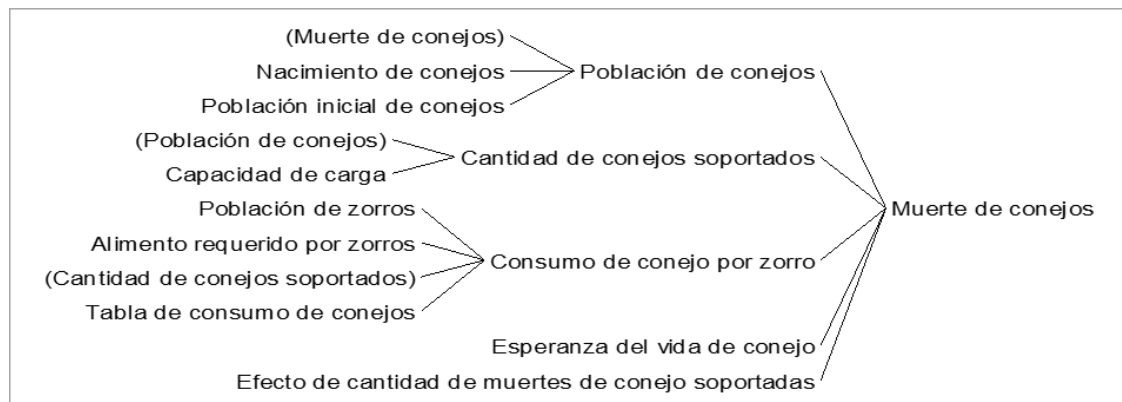 (Muerte de conejos)
Nacimiento de conejos
Población de conejos
Población inicial de conejos
(Población de conejos)
Cantidad de conejos soportados
Capacidad de carga
Población de zorros
Muerte de conejos
Alimento requerido por zorros
Consumo de conejo por zorro
(Cantidad de conejos soportados)
Tabla de consumo de conejos
Esperanza del vida de conejo
Efecto de cantidad de muertes de conejo soportadas